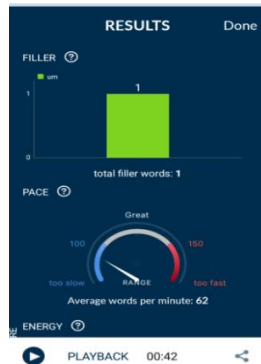 RESULTS Done
FILLER ?
um
1
1
0
total filler words: 1
PACE ?
Great
100 150
too slow RANGE too fast
Average words per minute: 62
ENERGY ?
PLAYBACK 00:42